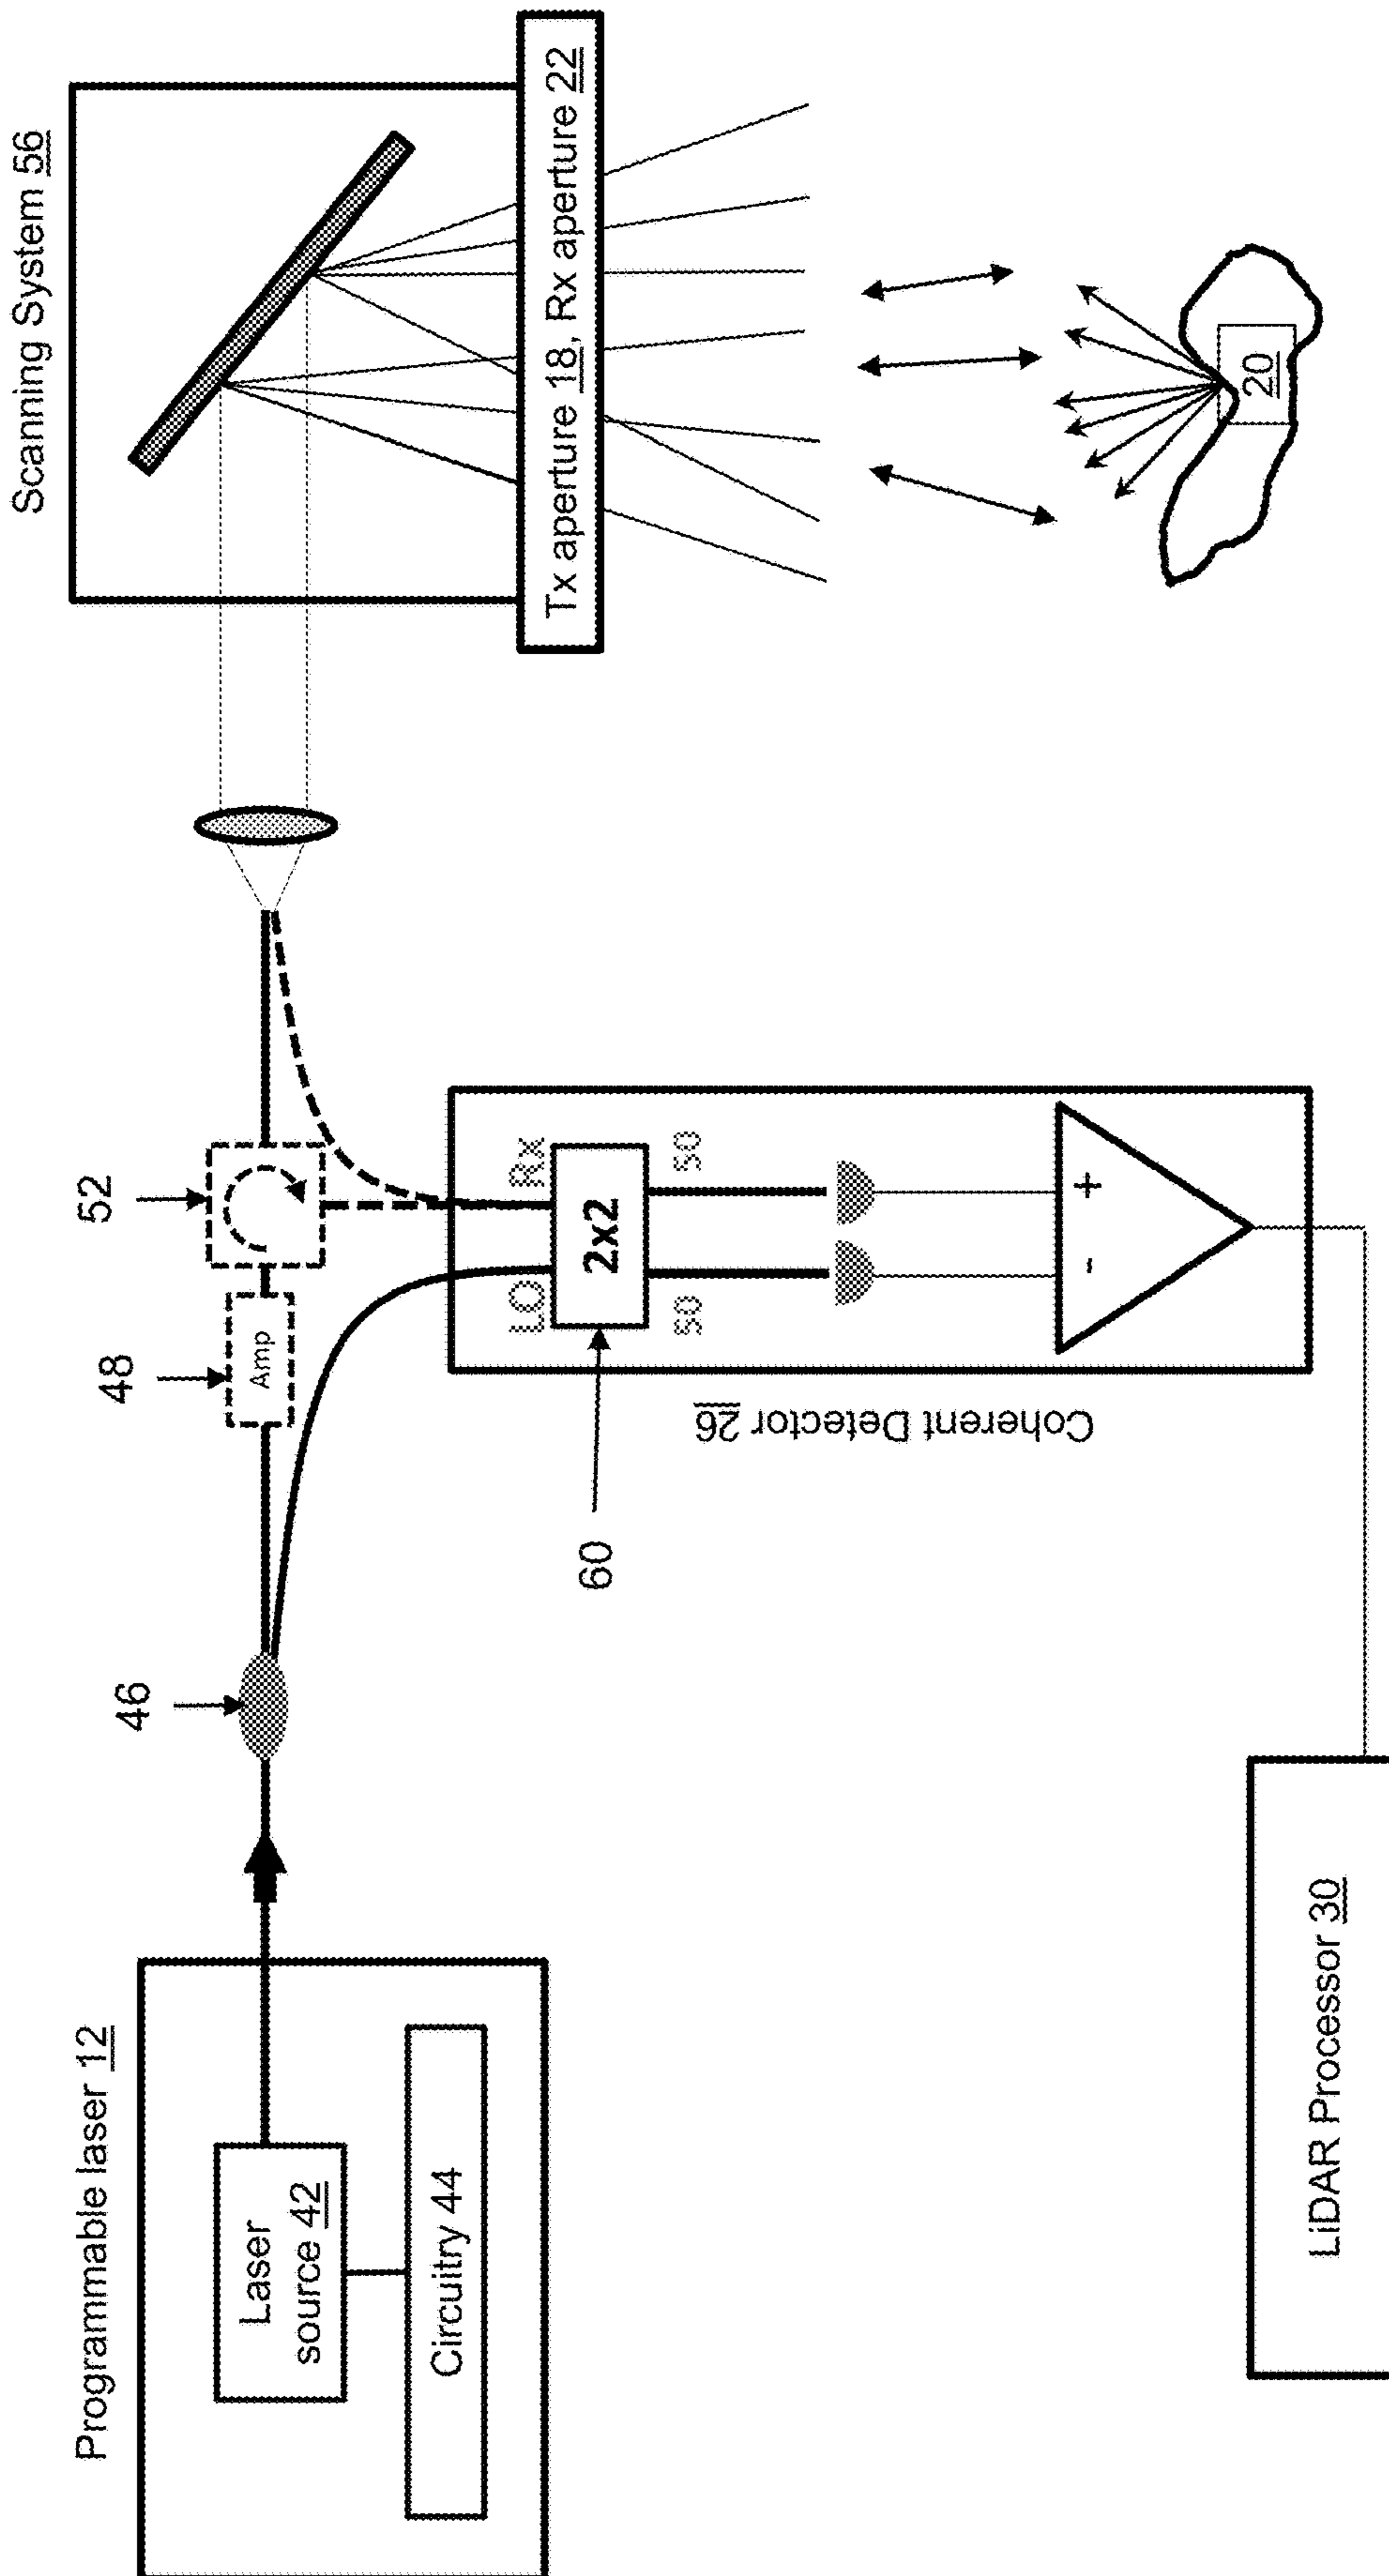 Programmable laser 12
Laser
source 42
Circuitry 44
46
48
Amp
52
Scanning System 56
Tx aperture 18, Rx aperture 22
20
LO
Rx
2x2
60
50
50
-
+
Coherent Detector 26
LiDAR Processor 30